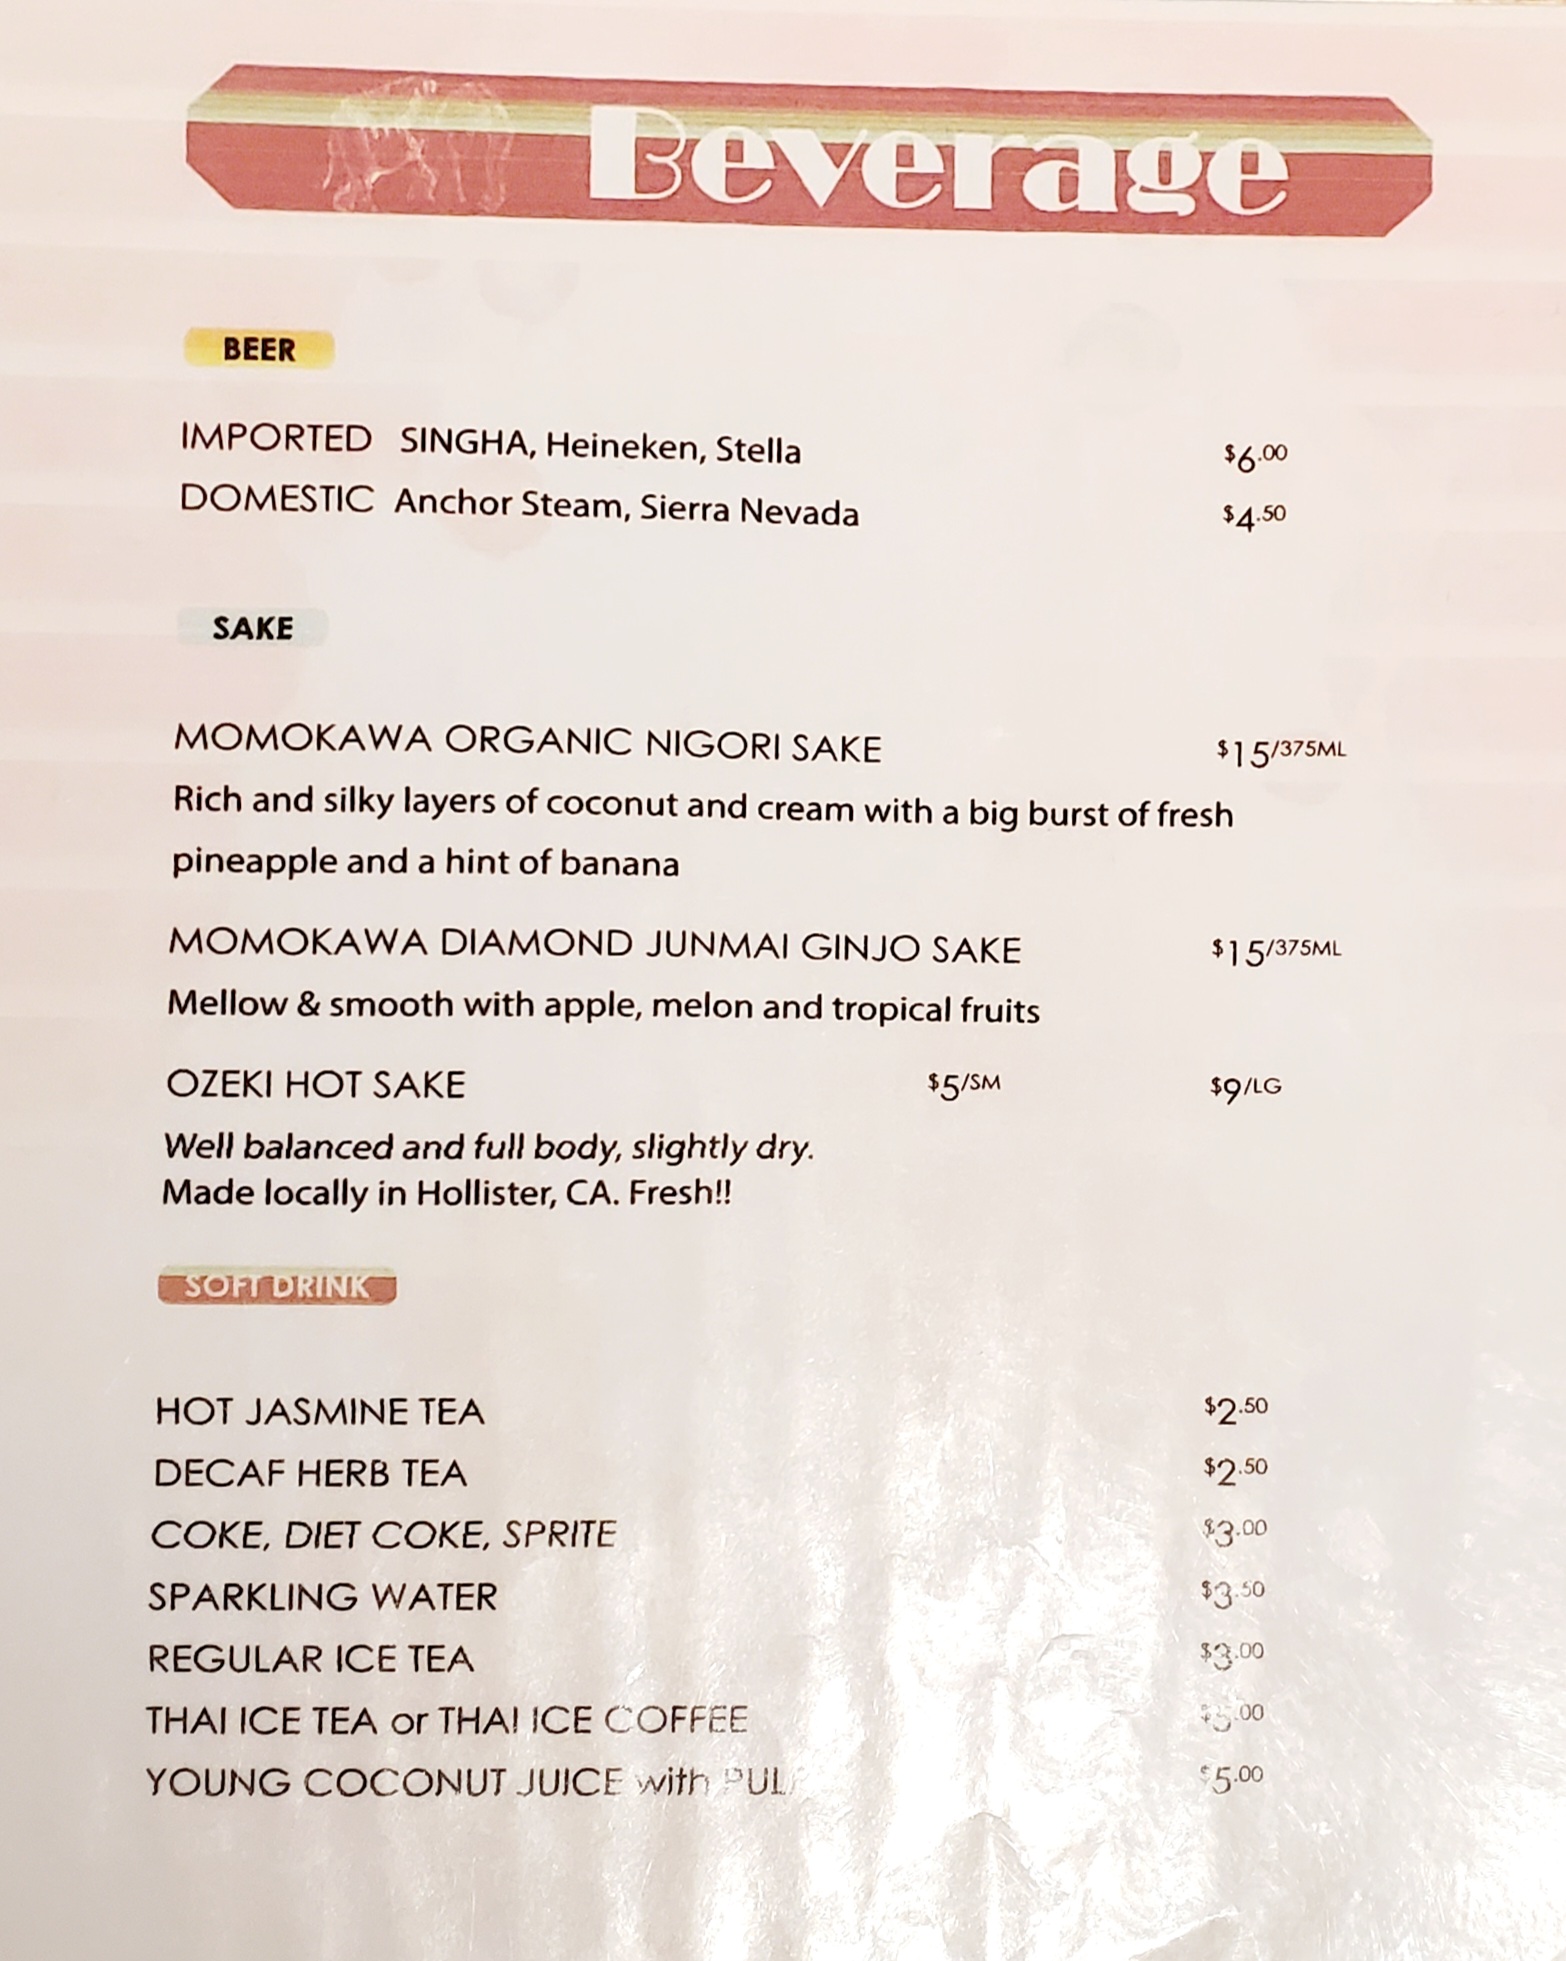 Beverage
BEER
IMPORTED SINGHA, Heineken, Stella $6.00
DOMESTIC Anchor Steam, Sierra Nevada $4.50
SAKE
MOMOKAWA ORGANIC NIGORI SAKE $15/375ML
Rich and silky layers of coconut and cream with a big burst of fresh
pineapple and a hint of banana
MOMOKAWA DIAMOND JUNMAI GINJO SAKE $15/375ML
Mellow & smooth with apple, melon and tropical fruits
OZEKI HOT SAKE $5/SM $9/LG
Well balanced and full body, slightly dry.
Made locally in Hollister, CA. Fresh!!
SOFT DRINK
HOT JASMINE TEA $2.50
DECAF HERB TEA $2.50
COKE, DIET COKE, SPRITE $3.00
SPARKLING WATER $3.50
REGULAR ICE TEA $3.00
THAI ICE TEA or THAI ICE COFFEE $5.00
YOUNG COCONUT JUICE with PULP $5.00